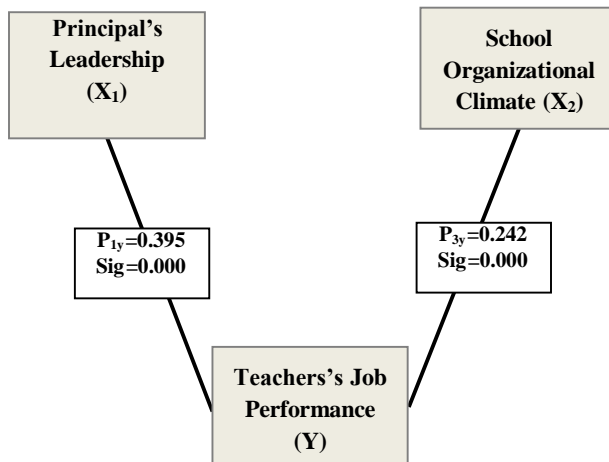 Principal’s
Leadership
(X₁)
School
Organizational
Climate (X₂)
P₁y=0.395
Sig=0.000
P₃y=0.242
Sig=0.000
Teachers’s Job
Performance
(Y)